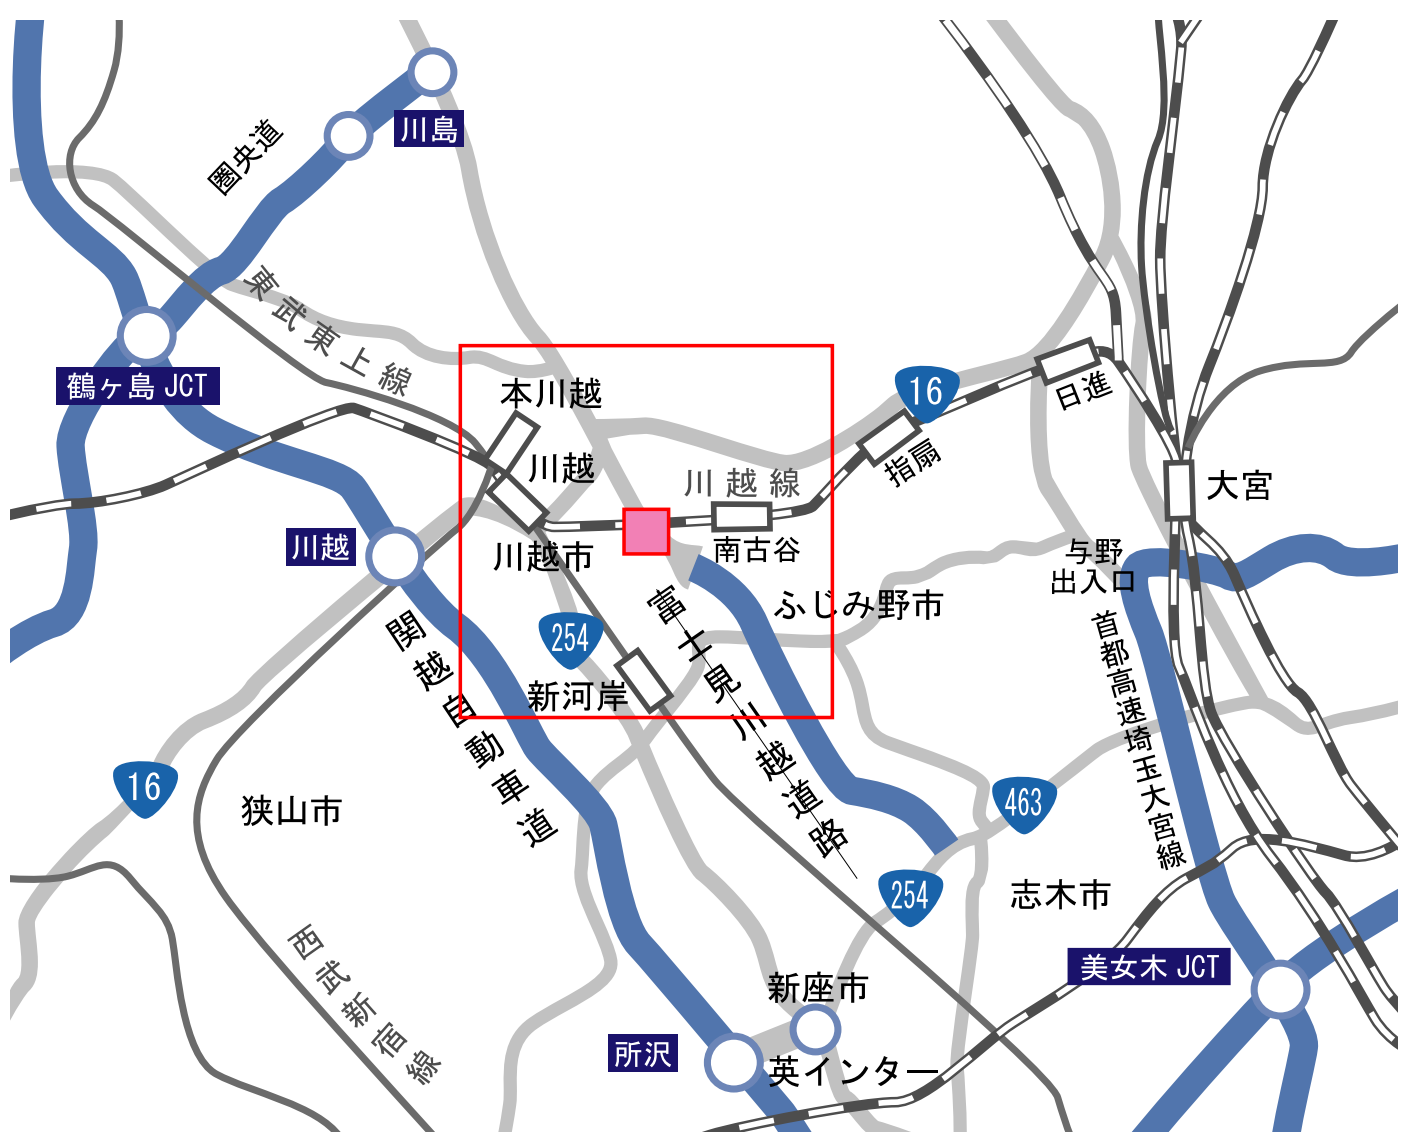 川島
圏央道
東武東上線
鶴ヶ島 JCT
本川越
16
日進
川越
川越線
指扇
大宮
川越
川越市
南古谷
与野
出入口
ふじみ野市
富士見川越道路
首都高速埼玉大宮線
関越自動車道
254
新河岸
16
狭山市
463
254
志木市
西武新宿線
美女木 JCT
新座市
所沢
英インター